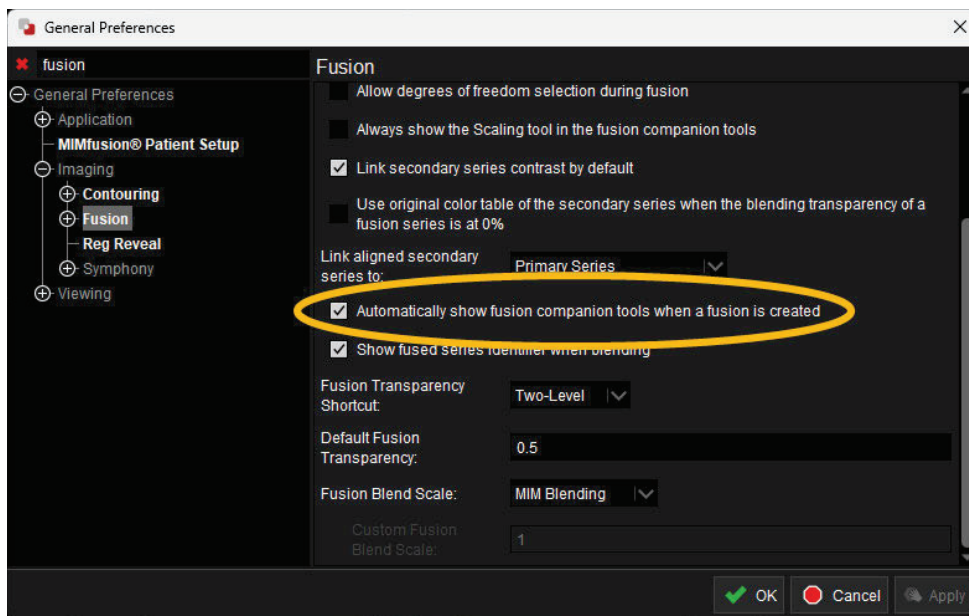 General Preferences
fusion
General Preferences
Application
MIMfusion® Patient Setup
Imaging
Contouring
Fusion
Reg Reveal
Symphony
Viewing
Fusion
Allow degrees of freedom selection during fusion
Always show the Scaling tool in the fusion companion tools
Link secondary series contrast by default
Use original color table of the secondary series when the blending transparency of a
fusion series is at 0%
Link aligned secondary
series to:
Primary Series
Automatically show fusion companion tools when a fusion is created
Show fused series identifier when blending
Fusion Transparency
Shortcut:
Two-Level
Default Fusion
Transparency:
0.5
Fusion Blend Scale:
MIM Blending
Custom Fusion
Blend Scale:
1
OK
Cancel
Apply